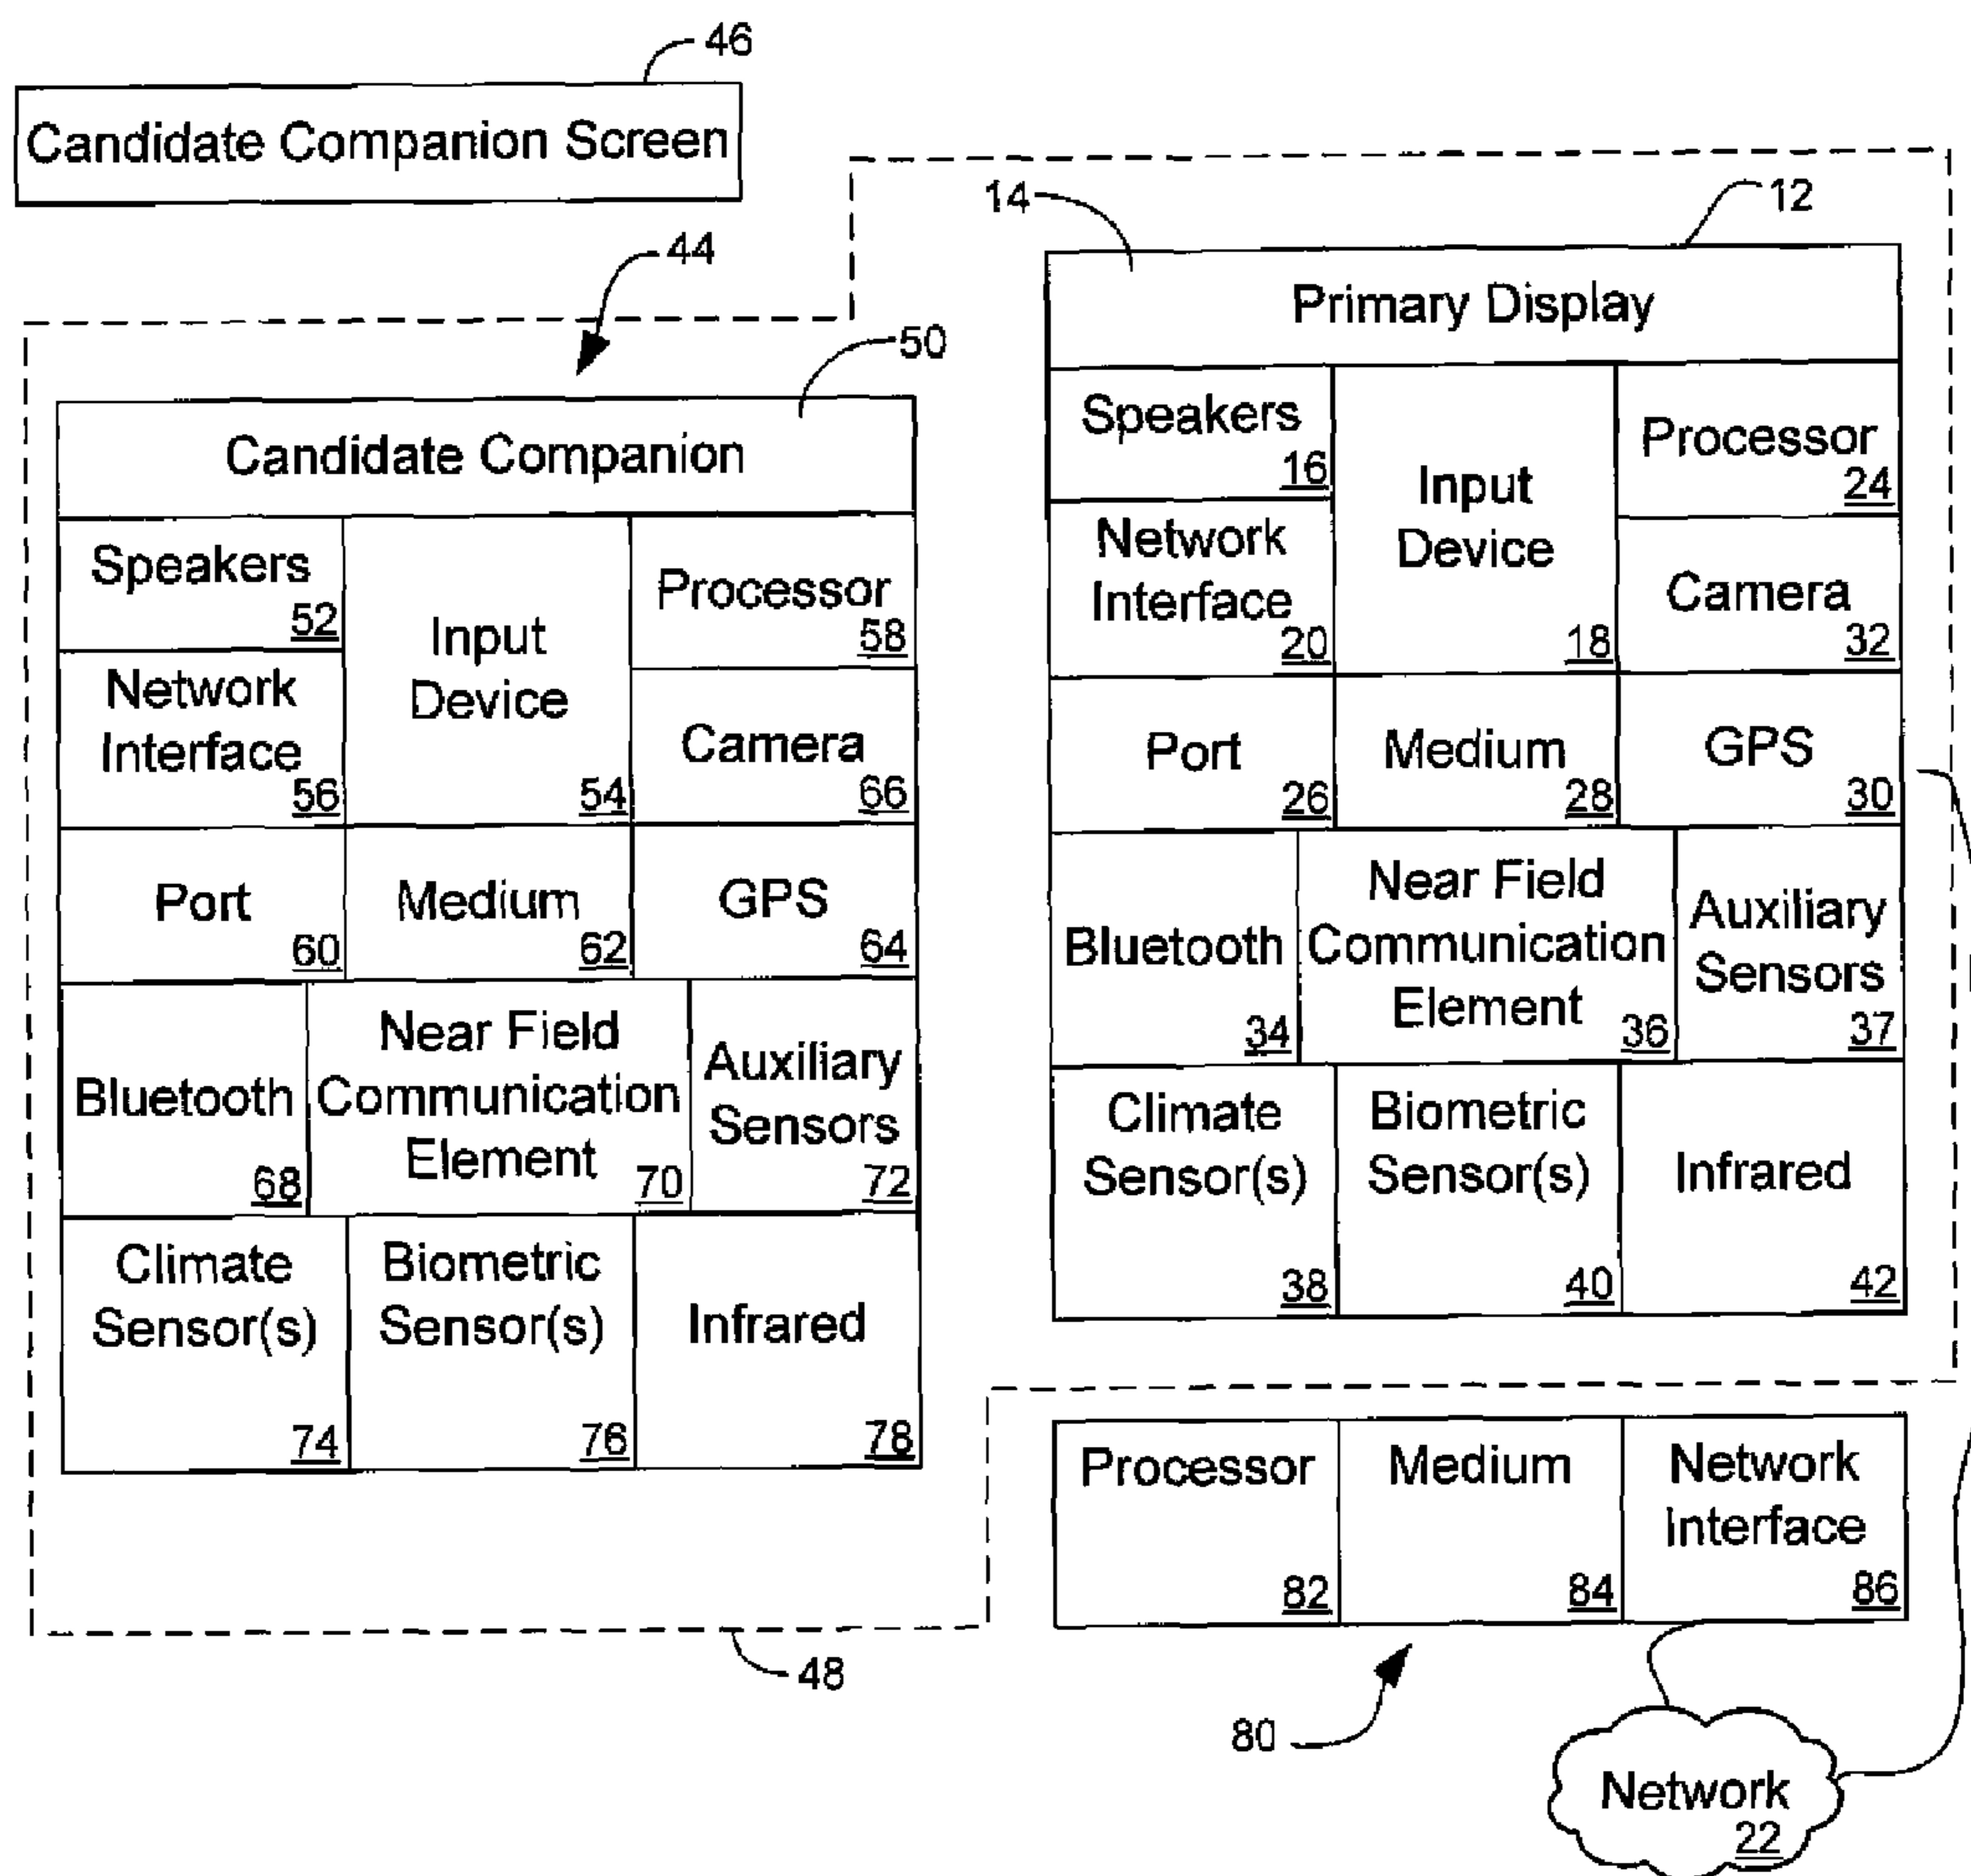 46
Candidate Companion Screen
44
50
Candidate Companion
Speakers
52
Input
Device
54
Processor
58
Network
Interface
56
Camera
66
Port
60
Medium
62
GPS
64
Bluetooth
68
Near Field
Communication
Element
70
Auxiliary
Sensors
72
Climate
Sensor(s)
74
Biometric
Sensor(s)
76
Infrared
78
48
14
12
Primary Display
Speakers
16
Input
Device
18
Processor
24
Network
Interface
20
Camera
32
Port
26
Medium
28
GPS
30
Bluetooth
34
Near Field
Communication
Element
36
Auxiliary
Sensors
37
Climate
Sensor(s)
38
Biometric
Sensor(s)
40
Infrared
42
Processor
82
Medium
84
Network
Interface
86
80
Network
22